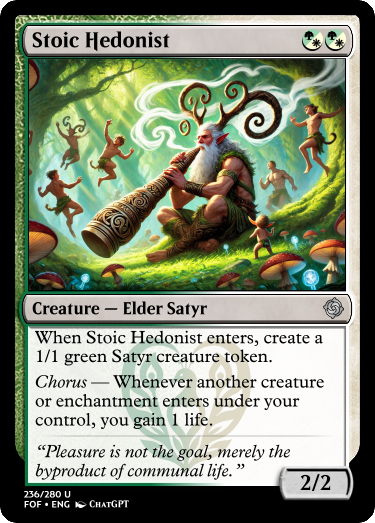 Stoic Hedonist
Creature — Elder Satyr
When Stoic Hedonist enters, create a
1/1 green Satyr creature token.
Chorus — Whenever another creature
or enchantment enters under your
control, you gain 1 life.
“Pleasure is not the goal, merely the
byproduct of communal life.”
2/2
236/280 U
FOF • ENG ChatGPT